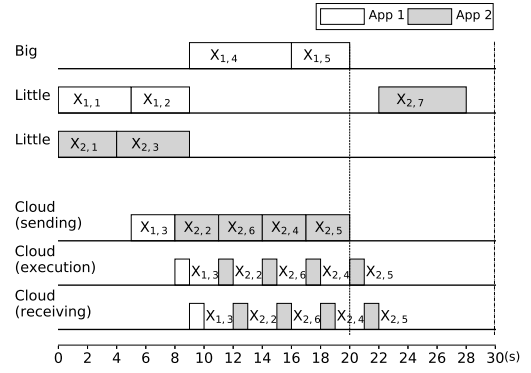 App 1 App 2
Big X1,4 X1,5
Little X1,1 X1,2 X2,7
Little X2,1 X2,3
Cloud
(sending) X1,3 X2,2 X2,6 X2,4 X2,5
Cloud
(execution) X1,3 X2,2 X2,6 X2,4 X2,5
Cloud
(receiving) X1,3 X2,2 X2,6 X2,4 X2,5
0 2 4 6 8 10 12 14 16 18 20 22 24 26 28 30(s)